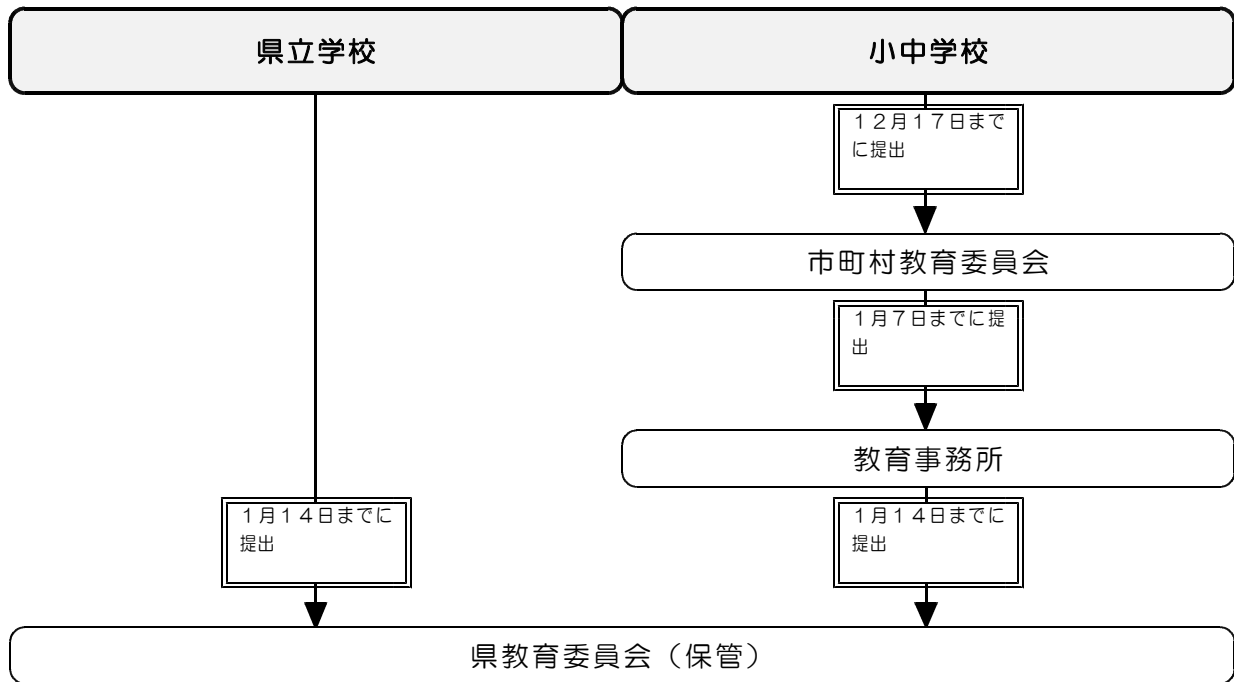 県立学校
小中学校
１２月１７日まで
に提出
市町村教育委員会
１月７日までに提
出
教育事務所
１月１４日までに
提出
１月１４日までに
提出
県教育委員会（保管）